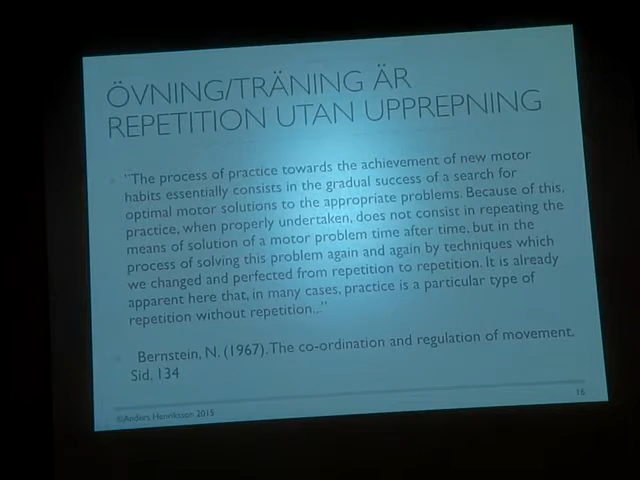 ÖVNING/TRÄNING ÄR
REPETITION UTAN UPPREPNING
"The process of practice towards the achievement of new motor
habits essentially consists in the gradual success of a search for
optimal motor solutions to the appropriate problems. Because of this,
practice, when properly undertaken, does not consist in repeating the
means of solution of a motor problem time after time, but in the
process of solving this problem again and again by techniques which
we changed and perfected from repetition to repetition. It is already
apparent here that, in many cases, practice is a particular type of
repetition without repetition..."
Bernstein, N. (1967). The co-ordination and regulation of movement.
Sid. 134
©Anders Henriksson 2015
16